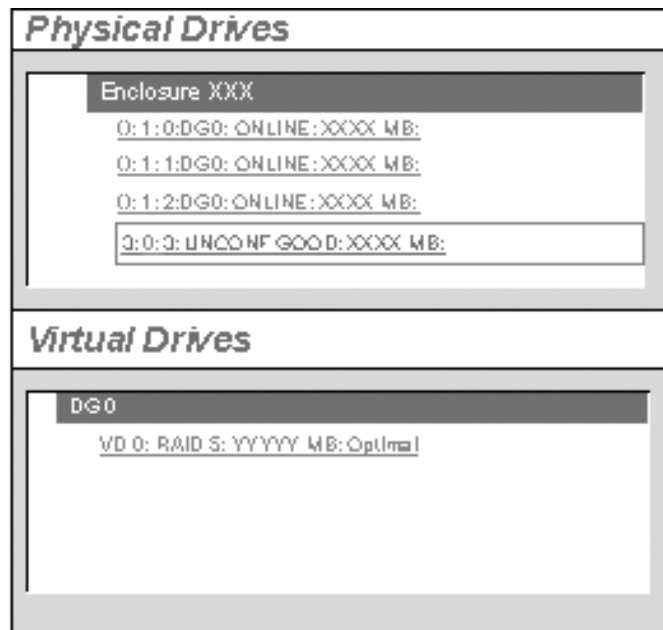 Physical Drives
Enclosure XXX
0:1:0:DG0: ONLINE:XXXX MB:
0:1:1:DG0: ONLINE:XXXX MB:
0:1:2:DG0: ONLINE:XXXX MB:
3:0:3: UNCONF GOOD:XXXX MB:
Virtual Drives
DG0
VD 0: RAID 5: YYYYY MB: Optimal